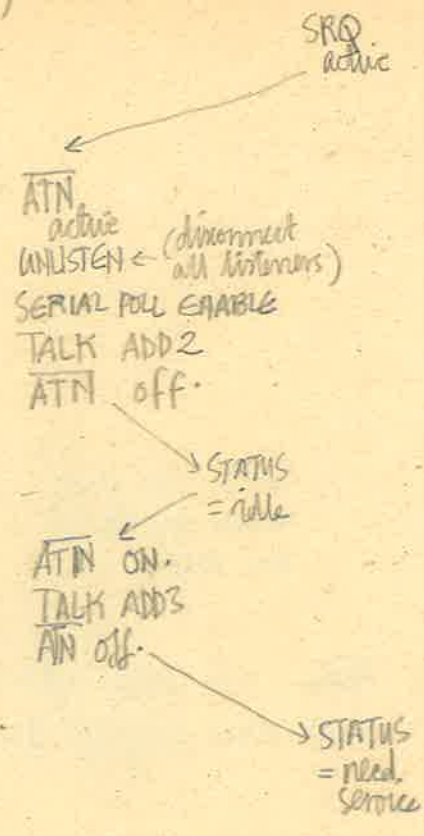 SRQ
active
ATN
active
UNLISTEN ← (disconnect
all listeners)
SERIAL POLL ENABLE
TALK ADD2
ATN off.
STATUS
= idle
ATN ON.
TALK ADD3
ATN off.
STATUS
= need.
service